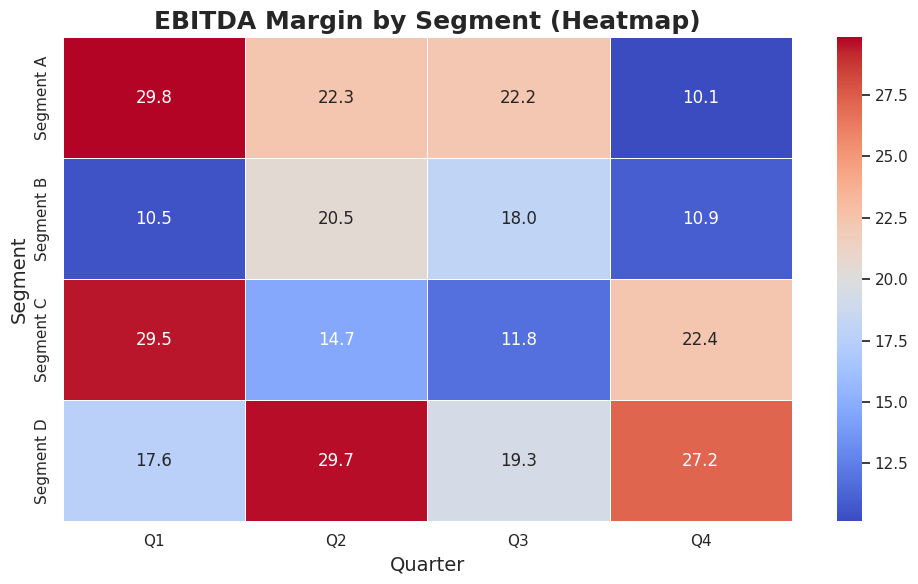 EBITDA Margin by Segment (Heatmap)
Segment
Segment A
29.8 22.3 22.2 10.1
Segment B
10.5 20.5 18.0 10.9
Segment C
29.5 14.7 11.8 22.4
Segment D
17.6 29.7 19.3 27.2
Q1 Q2 Q3 Q4
Quarter
27.5
25.0
22.5
20.0
17.5
15.0
12.5